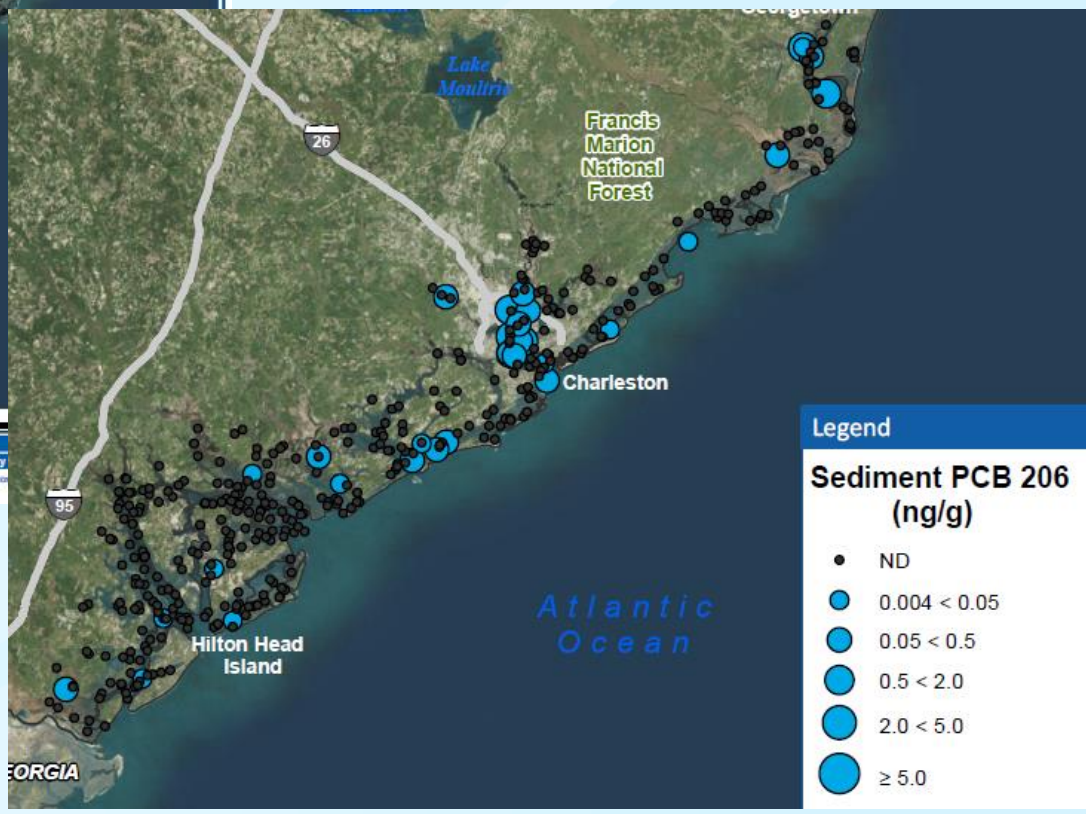 Georgetown
Marion
Lake
Moultrie
Francis
Marion
National
Forest
26
Charleston
95
Atlantic
Ocean
Hilton Head
Island
EORGIA
Legend
Sediment PCB 206
(ng/g)
ND
0.004 < 0.05
0.05 < 0.5
0.5 < 2.0
2.0 < 5.0
≥ 5.0